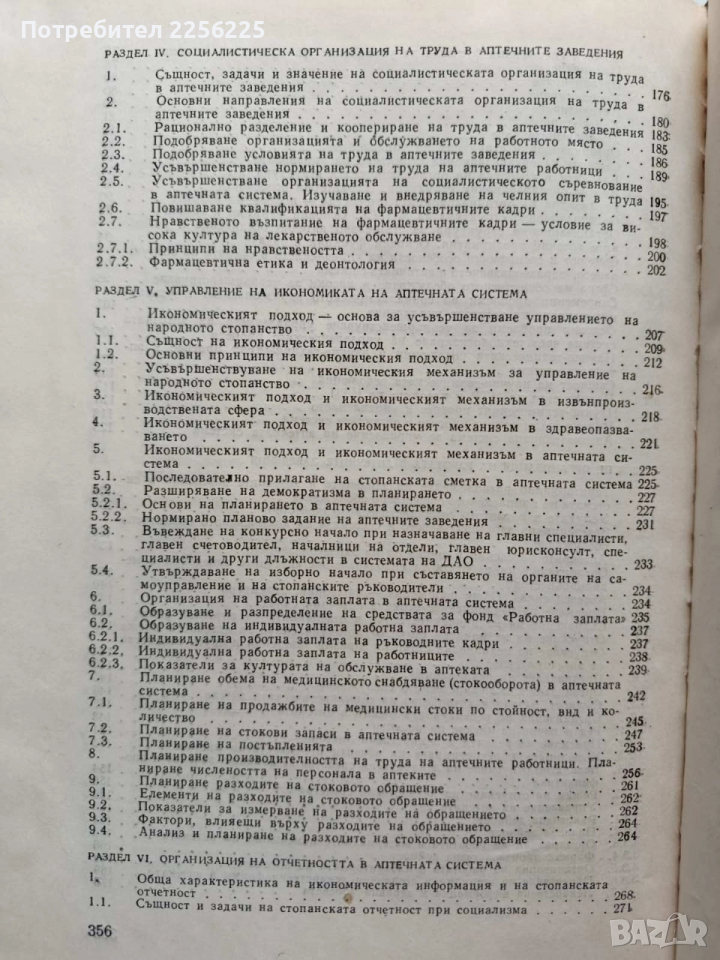 Потребител 2256225
РАЗДЕЛ IV. СОЦИАЛИСТИЧЕСКА ОРГАНИЗАЦИЯ НА ТРУДА В АПТЕЧНИТЕ ЗАВЕДЕНИЯ
1. Същност, задачи и значение на социалистическата организация на труда
в аптечните заведения 176
2. Основни направления на социалистическата организация на труда в
аптечните заведения 180
2.1. Рационално разделение и коопериране на труда в аптечните заведения 183
2.2. Подобряване организацията и обслужването на работното място 185
2.3. Подобряване условията на труда в аптечните заведения 186
2.4. Усъвършенстване нормирането на труда на аптечните работници 189
2.5. Усъвършенстване организацията на социалистическото съревнование
в аптечната система. Изучаване и внедряване на челния опит в труда 195
2.6. Повишаване квалификацията на фармацевтичните кадри 197
2.7. Нравственото възпитание на фармацевтичните кадри — условие за ви-
сока култура на лекарственото обслужване 198
2.7.1. Принципи на нравствеността 200
2.7.2. Фармацевтична етика и деонтология 202
РАЗДЕЛ V. УПРАВЛЕНИЕ НА ИКОНОМИКАТА НА АПТЕЧНАТА СИСТЕМА
1. Икономическият подход — основа за усъвършенстване управлението на
народното стопанство 207
1.1. Същност на икономическия подход 209
1.2. Основни принципи на икономическия подход 212
2. Усъвършенствуване на икономическия механизъм за управление на
народното стопанство 216
3. Икономическият подход и икономическият механизъм в извънпроиз-
водствената сфера 218
4. Икономическият подход и икономическият механизъм в здравеопазва-
ването 221
5. Икономическият подход и икономическият механизъм в аптечната си-
стема 225
5.1. Последователно прилагане на стопанската сметка в аптечната система 225
5.2. Разширяване на демократизма в планирането 227
5.2.1. Основи на планирането в аптечната система 227
5.2.2. Нормирано планово задание на аптечните заведения 231
5.3. Въвеждане на конкурсно начало при назначаване на главни специалисти,
главен счетоводител, началници на отдели, главен юрисконсулт, спе-
циалисти и други длъжности в системата на ДАО 233
5.4. Утвърждаване на изборно начало при съставянето на органите на са-
моуправление и на стопанските ръководители 234
6. Организация на работната заплата в аптечната система 234
6.1. Образуване и разпределение на средствата за фонд «Работна заплата» 235
6.2. Образуване на индивидуалната работна заплата 237
6.2.1. Индивидуална работна заплата на ръководните кадри 237
6.2.2. Индивидуална работна заплата на работниците 238
6.2.3. Показатели за културата на обслужване в аптеката 239
7. Планиране обема на медицинското снабдяване (стокооборота) в аптечната
система 242
7.1. Планиране на продажбите на медицински стоки по стойност, вид и ко-
личество 245
7.2. Планиране на стокови запаси в аптечната система 247
7.3. Планиране на постъпленията 253
8. Планиране производителността на труда на аптечните работници. Пла-
ниране числеността на персонала в аптеките 256
9. Планиране разходите на стоковото обращение 261
9.1. Елементи на разходите на стоковото обращение 262
9.2. Показатели за измерване на разходите на обращението 262
9.3. Фактори, влияещи върху разходите на обращението 264
9.4. Анализ и планиране на разходите на стоковото обращение 264
РАЗДЕЛ VI. ОРГАНИЗАЦИЯ НА ОТЧЕТНОСТТА В АПТЕЧНАТА СИСТЕМА
1. Обща характеристика на икономическата информация и на стопанската
отчетност 268
1.1. Същност и задачи на стопанската отчетност при социализма 271
356
BAZAR
bg